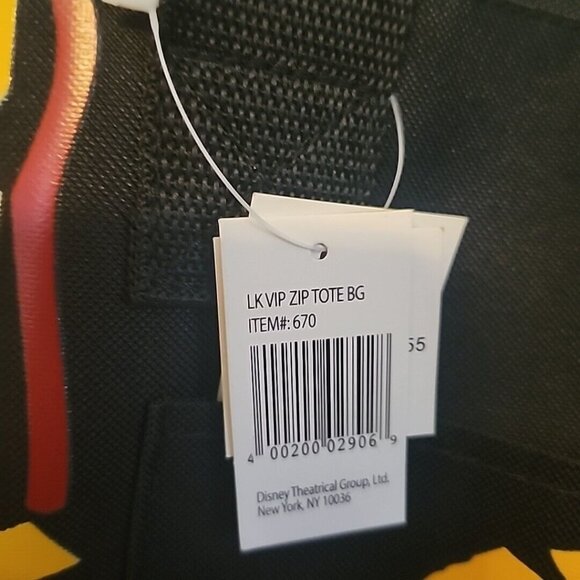 LK VIP ZIP TOTE BG
ITEM#: 670
55
4 00200 02906 9
Disney Theatrical Group, Ltd.
New York, NY 10036